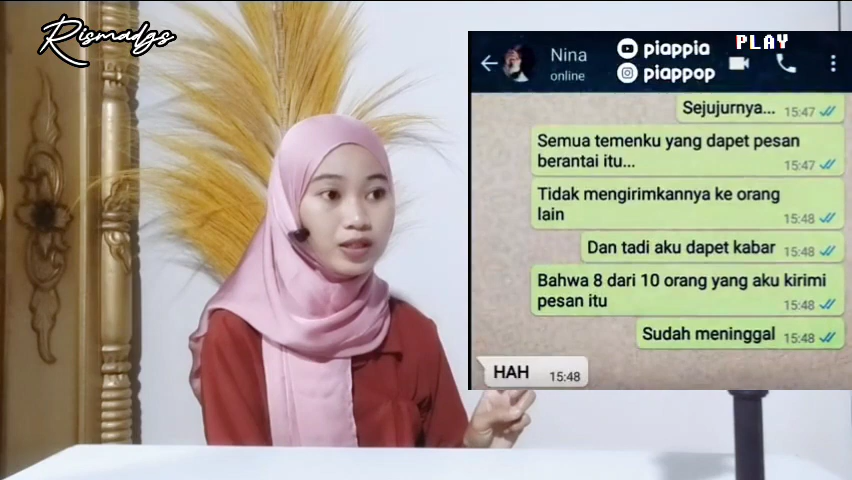 Rismadgs
PLAY
Nina
online
piappia
piappop
Sejujurnya... 15:47
Semua temenku yang dapet pesan
berantai itu... 15:47
Tidak mengirimkannya ke orang
lain 15:48
Dan tadi aku dapet kabar 15:48
Bahwa 8 dari 10 orang yang aku kirimi
pesan itu 15:48
Sudah meninggal 15:48
HAH 15:48